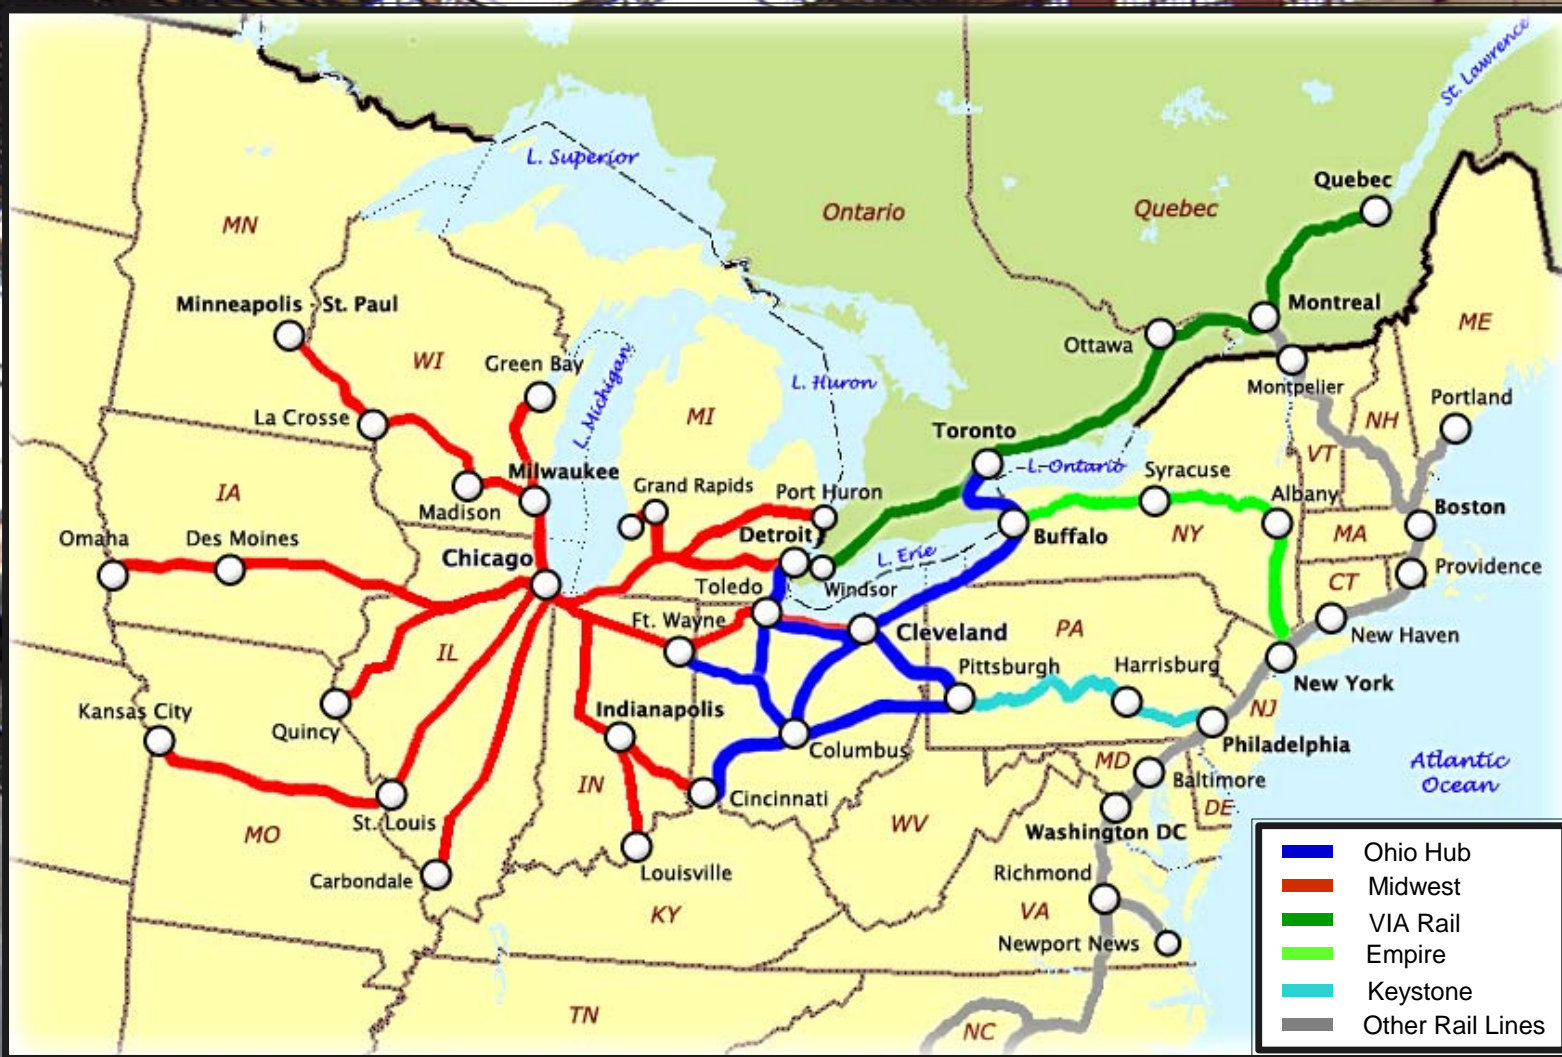 St. Lawrence
L. Superior
Quebec
Ontario
Quebec
MN
Montreal
Minneapolis - St. Paul
ME
Ottawa
WI
Green Bay
L. Michigan
L. Huron
Montpelier
Portland
La Crosse
MI
NH
Toronto
VT
L. Ontario
Syracuse
Milwaukee
IA
Grand Rapids
Port Huron
Albany
Madison
Boston
Omaha
Des Moines
Detroit
Buffalo
NY
MA
Chicago
L. Erie
Providence
Toledo
Windsor
CT
Ft. Wayne
Cleveland
PA
New Haven
IL
Pittsburgh
Harrisburg
New York
Kansas City
Indianapolis
NJ
Quincy
Columbus
Philadelphia
MD
Atlantic
Ocean
Baltimore
IN
Cincinnati
DE
St. Louis
MO
WV
Washington DC
Carbondale
Louisville
Richmond
KY
VA
Newport News
TN
NC
Ohio Hub
Midwest
VIA Rail
Empire
Keystone
Other Rail Lines